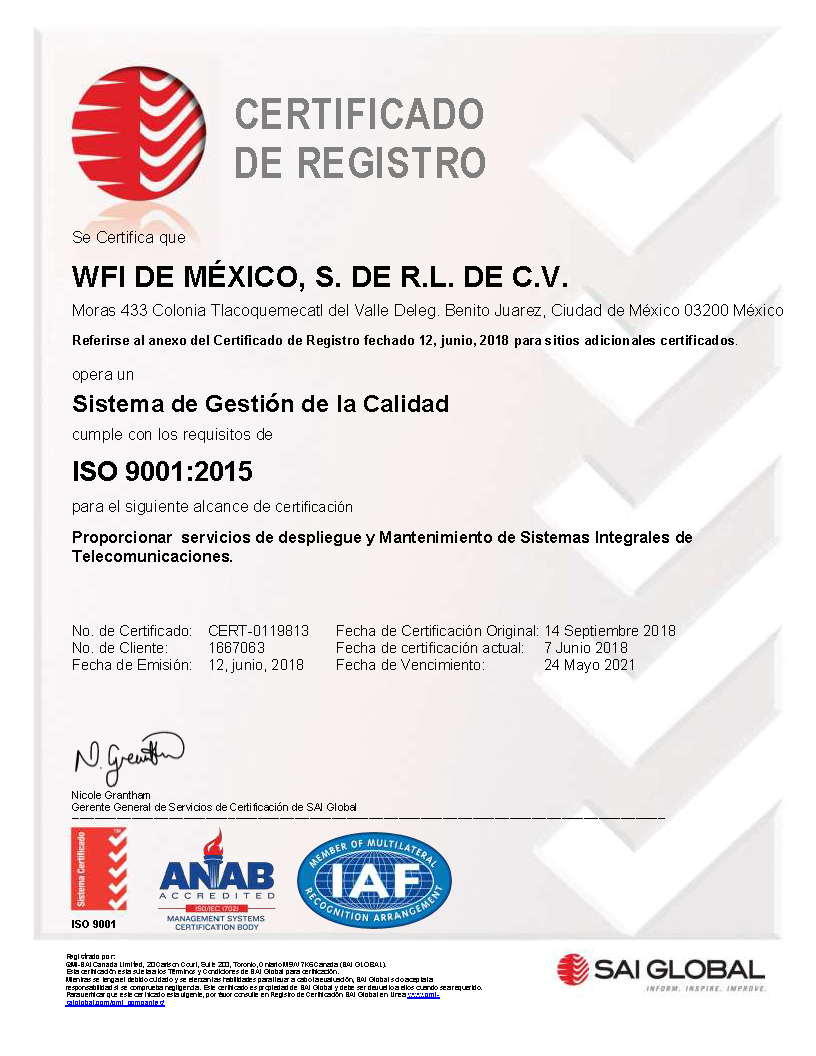 CERTIFICADO
DE REGISTRO
Se Certifica que
WFI DE MÉXICO, S. DE R.L. DE C.V.
Moras 433 Colonia Tlacoquemecatl del Valle Deleg. Benito Juarez, Ciudad de México 03200 México
Referirse al anexo del Certificado de Registro fechado 12, junio, 2018 para sitios adicionales certificados.
opera un
Sistema de Gestión de la Calidad
cumple con los requisitos de
ISO 9001:2015
para el siguiente alcance de certificación
Proporcionar servicios de despliegue y Mantenimiento de Sistemas Integrales de
Telecomunicaciones.
No. de Certificado: CERT-0119813 Fecha de Certificación Original: 14 Septiembre 2018
No. de Cliente: 1667063 Fecha de certificación actual: 7 Junio 2018
Fecha de Emisión: 12, junio, 2018 Fecha de Vencimiento: 24 Mayo 2021
N. Grantham
Nicole Grantham
Gerente General de Servicios de Certificación de SAI Global
Sistema Certificado
TM
ISO 9001
ANAB
ACCREDITED
ISO/IEC 17021
MANAGEMENT SYSTEMS
CERTIFICATION BODY
MEMBER OF MULTILATERAL
IAF
RECOGNITION ARRANGEMENT
Registrado por:
QMI-SAI Canada Limited, 20 Carlson Court, Suite 200, Toronto, Ontario M9W 7K6 Canada (SAI GLOBAL).
Esta certificación esta sujeta a los Términos y Condiciones de SAI Global para certificación.
Mientras se tenga el debido cuidado y se ejerzan las habilidades para llevar a cabo la evaluación, SAI Global solo acepta la
responsabilidad si se comprueba negligencia. Este certificado es propiedad de SAI Global y debe ser devuelto a ellos cuando sea requerido.
Para verificar que este certificado esta vigente, por favor consulte en Registro de Certificación SAI Global en Línea www.qmi-
saiglobal.com/qmi_companies/
SAI GLOBAL
INFORM. INSPIRE. IMPROVE.